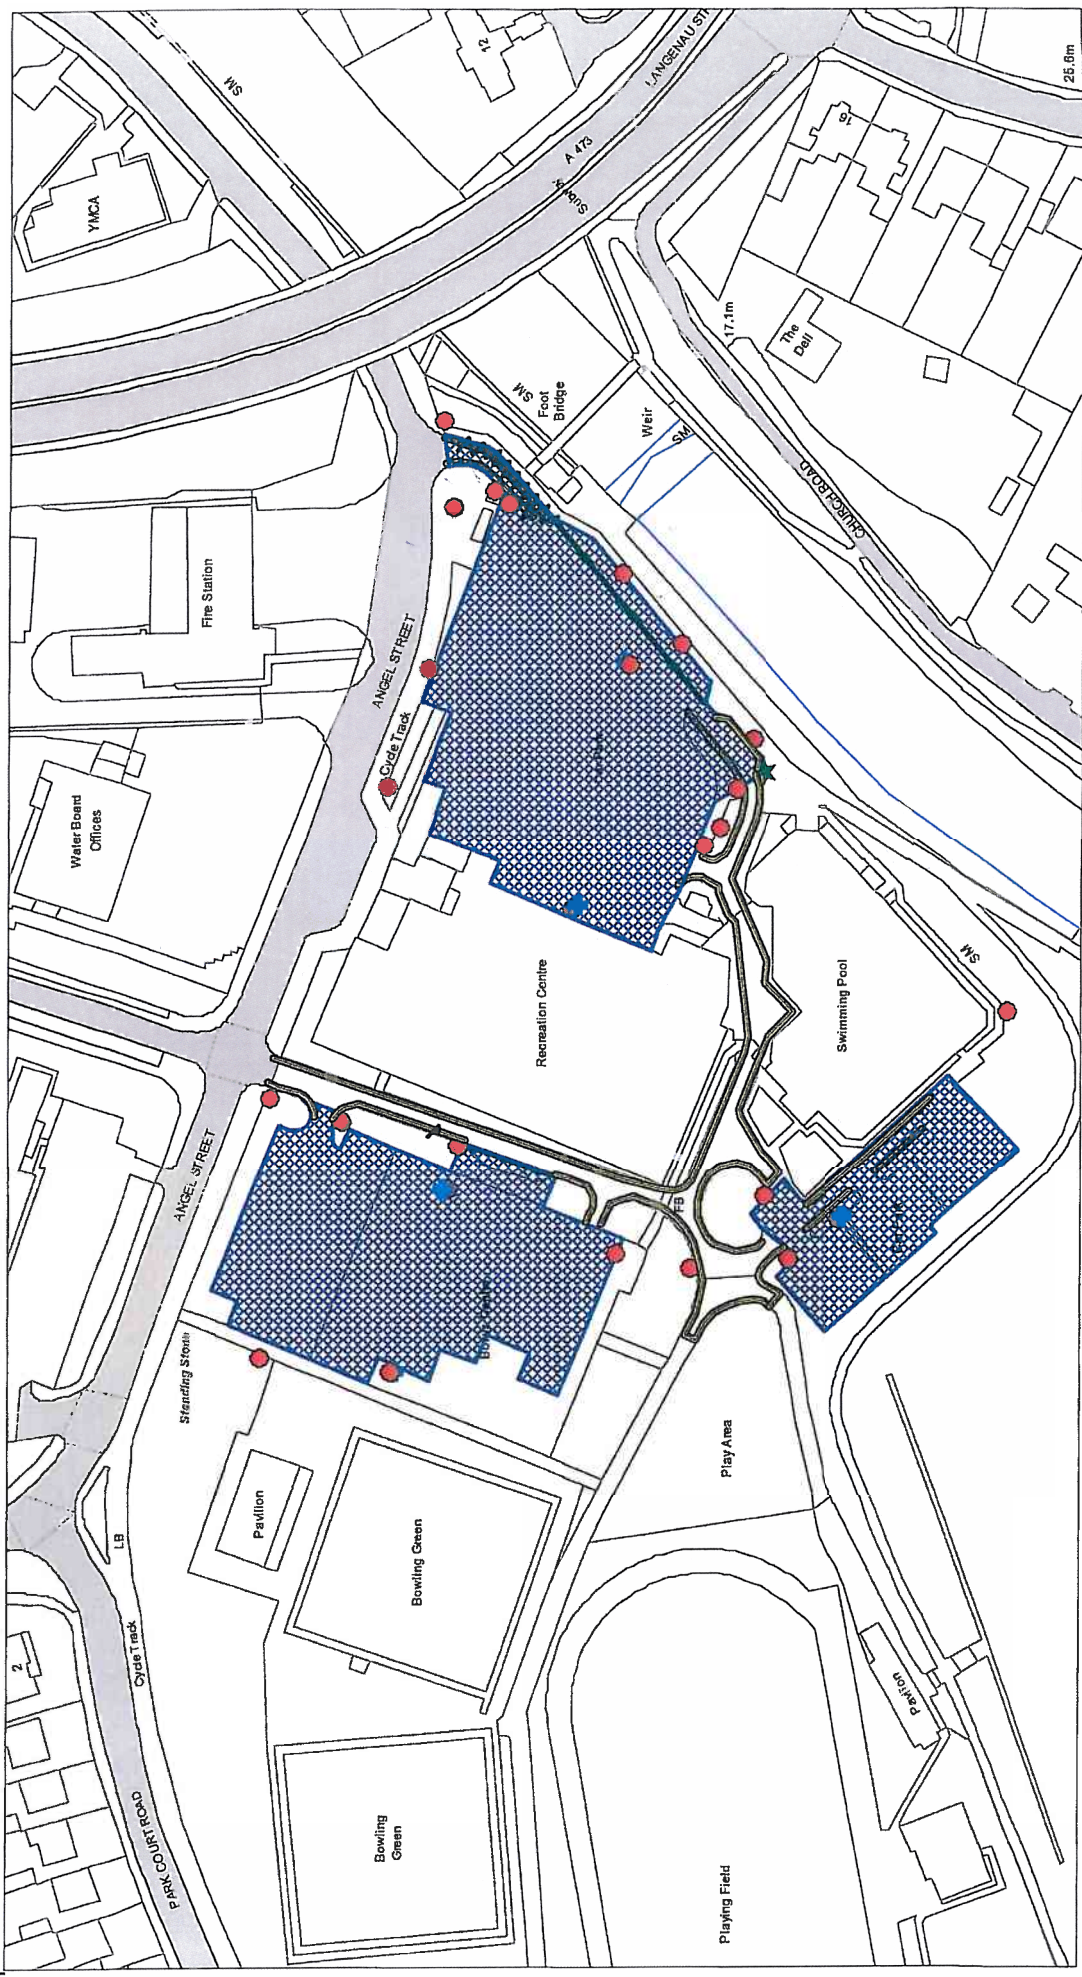 YMCA
SM
12
LANGENAU STR
A 473
Subway
16
25.6m
Fire Station
Water Board
Offices
ANGEL STREET
Cycle Track
SM
Foot
Bridge
Weir
SM
17.1m
The
Dell
CHURCH ROAD
Recreation Centre
Swimming Pool
SM
ANGEL STREET
FB
Standing Stone
LB
Cycle Track
2
PARK COURT ROAD
Pavilion
Bowling Green
Bowling
Green
Play Area
Playing Field
Pavilion